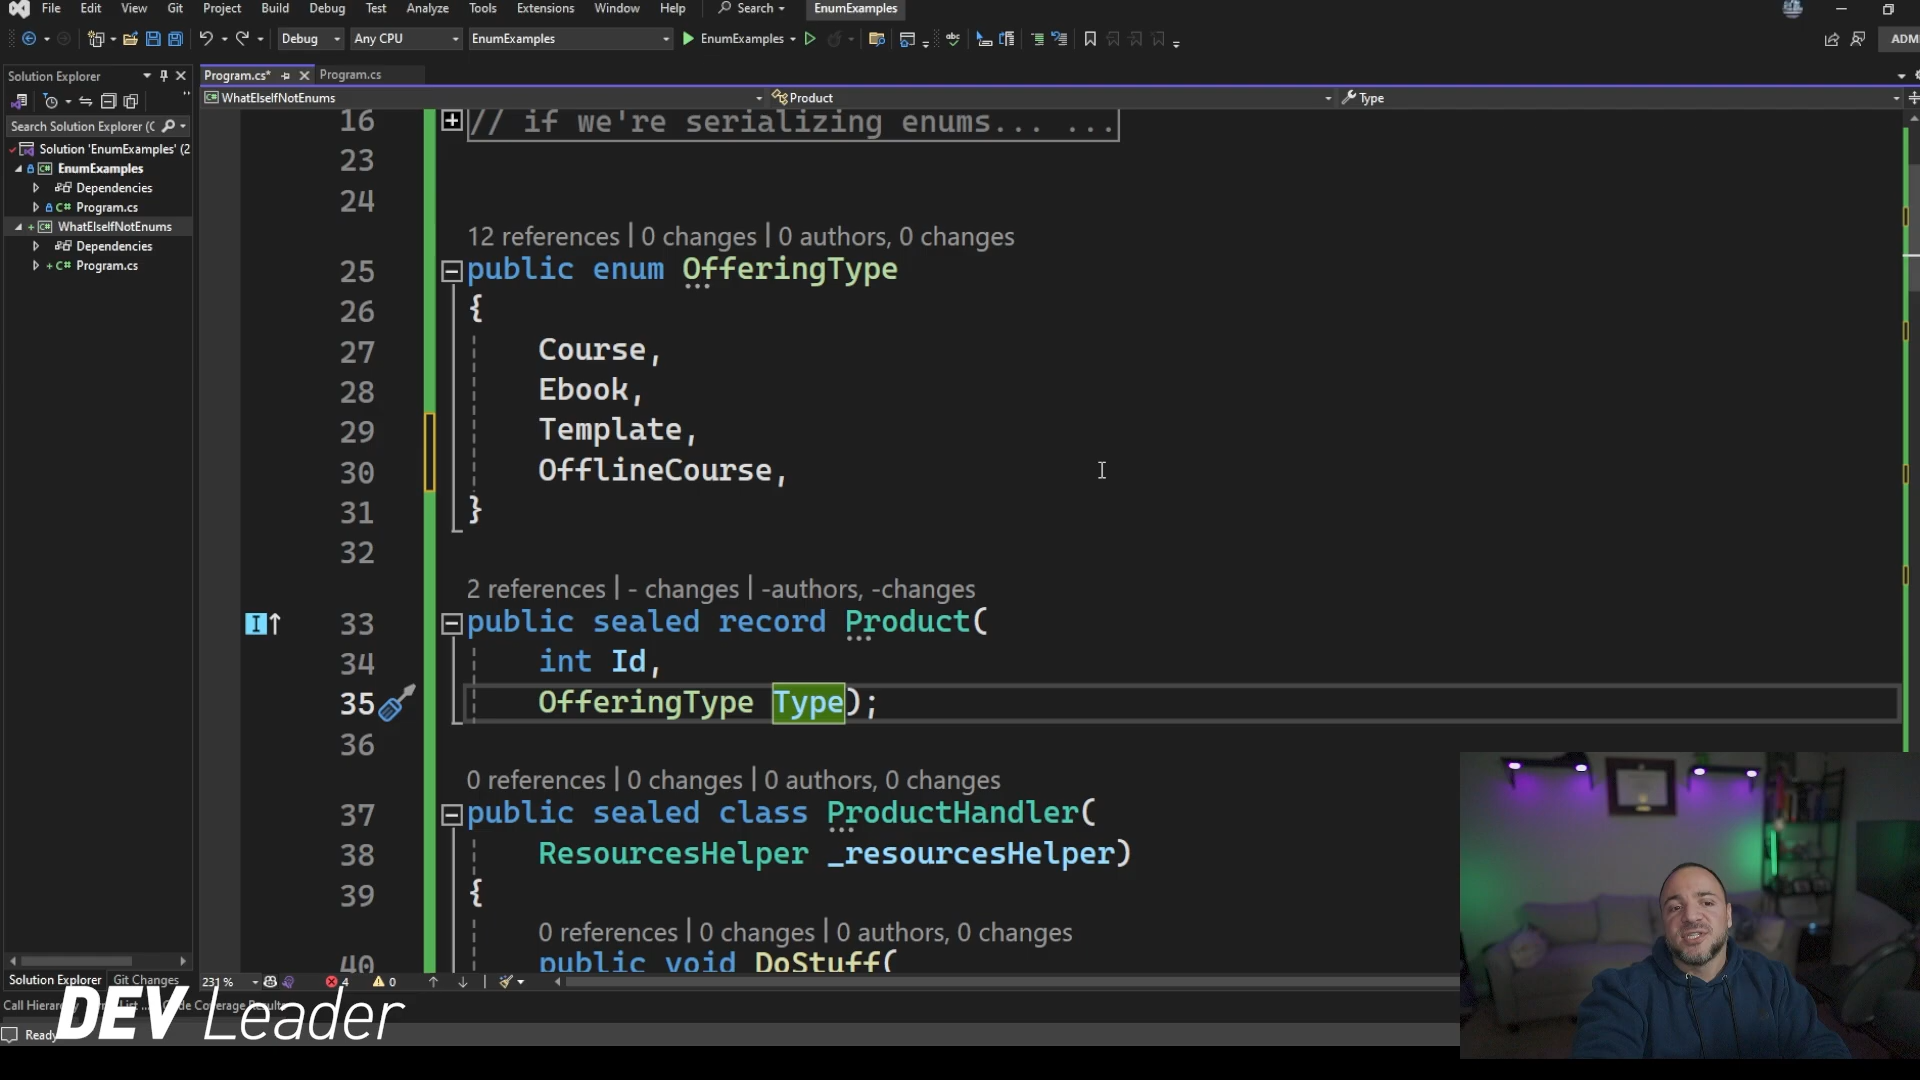 File Edit View Git Project Build Debug Test Analyze Tools Extensions Window Help Search EnumExamples
Debug Any CPU EnumExamples EnumExamples ADMI
Solution Explorer
Program.cs* Program.cs
WhatElseIfNotEnums Product Type
Search Solution Explorer (C
Solution 'EnumExamples' (2
EnumExamples
Dependencies
C# Program.cs
WhatElseIfNotEnums
Dependencies
C# Program.cs
16 // if we're serializing enums... ...
23
24
12 references | 0 changes | 0 authors, 0 changes
25 public enum OfferingType
26 {
27 Course,
28 Ebook,
29 Template,
30 OfflineCourse,
31 }
32
2 references | - changes | -authors, -changes
33 public sealed record Product(
34 int Id,
35 OfferingType Type);
36
0 references | 0 changes | 0 authors, 0 changes
37 public sealed class ProductHandler(
38 ResourcesHelper _resourcesHelper)
39 {
0 references | 0 changes | 0 authors, 0 changes
40 public void DoStuff(
Solution Explorer Git Changes 231 % 4 0
Call Hierar
DEV Leader
Ready